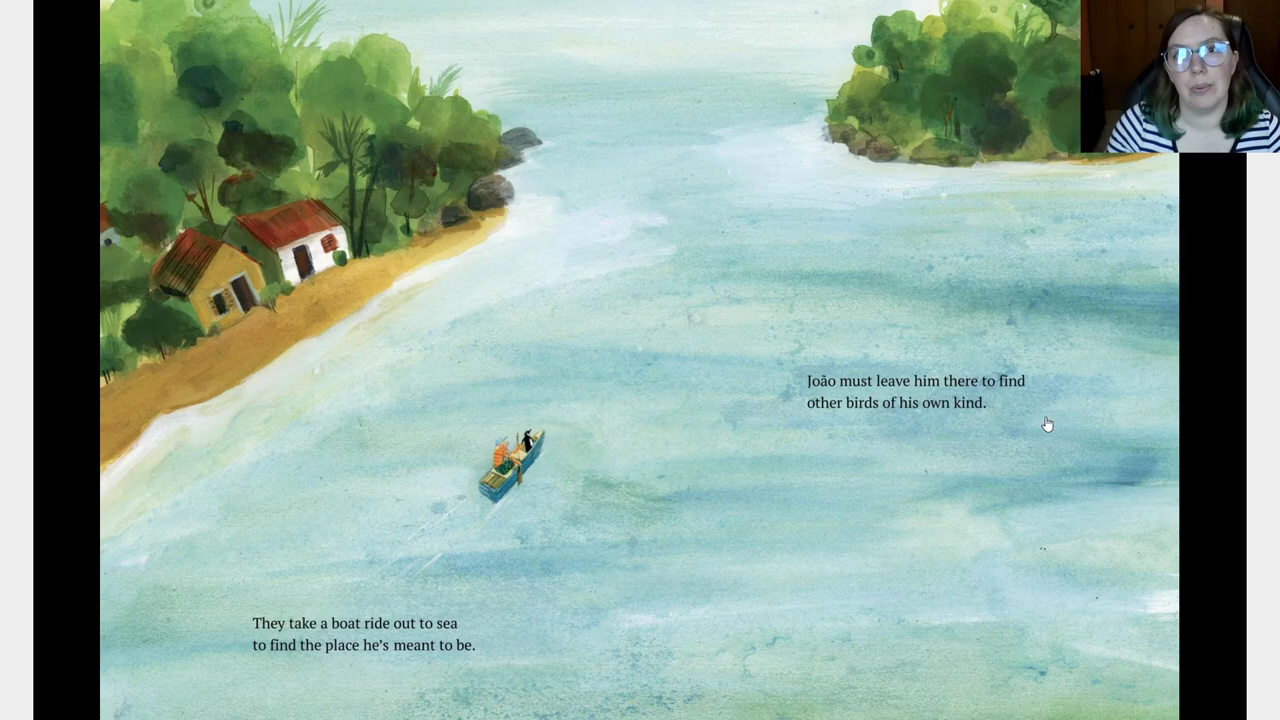 They take a boat ride out to sea
to find the place he's meant to be.
João must leave him there to find
other birds of his own kind.